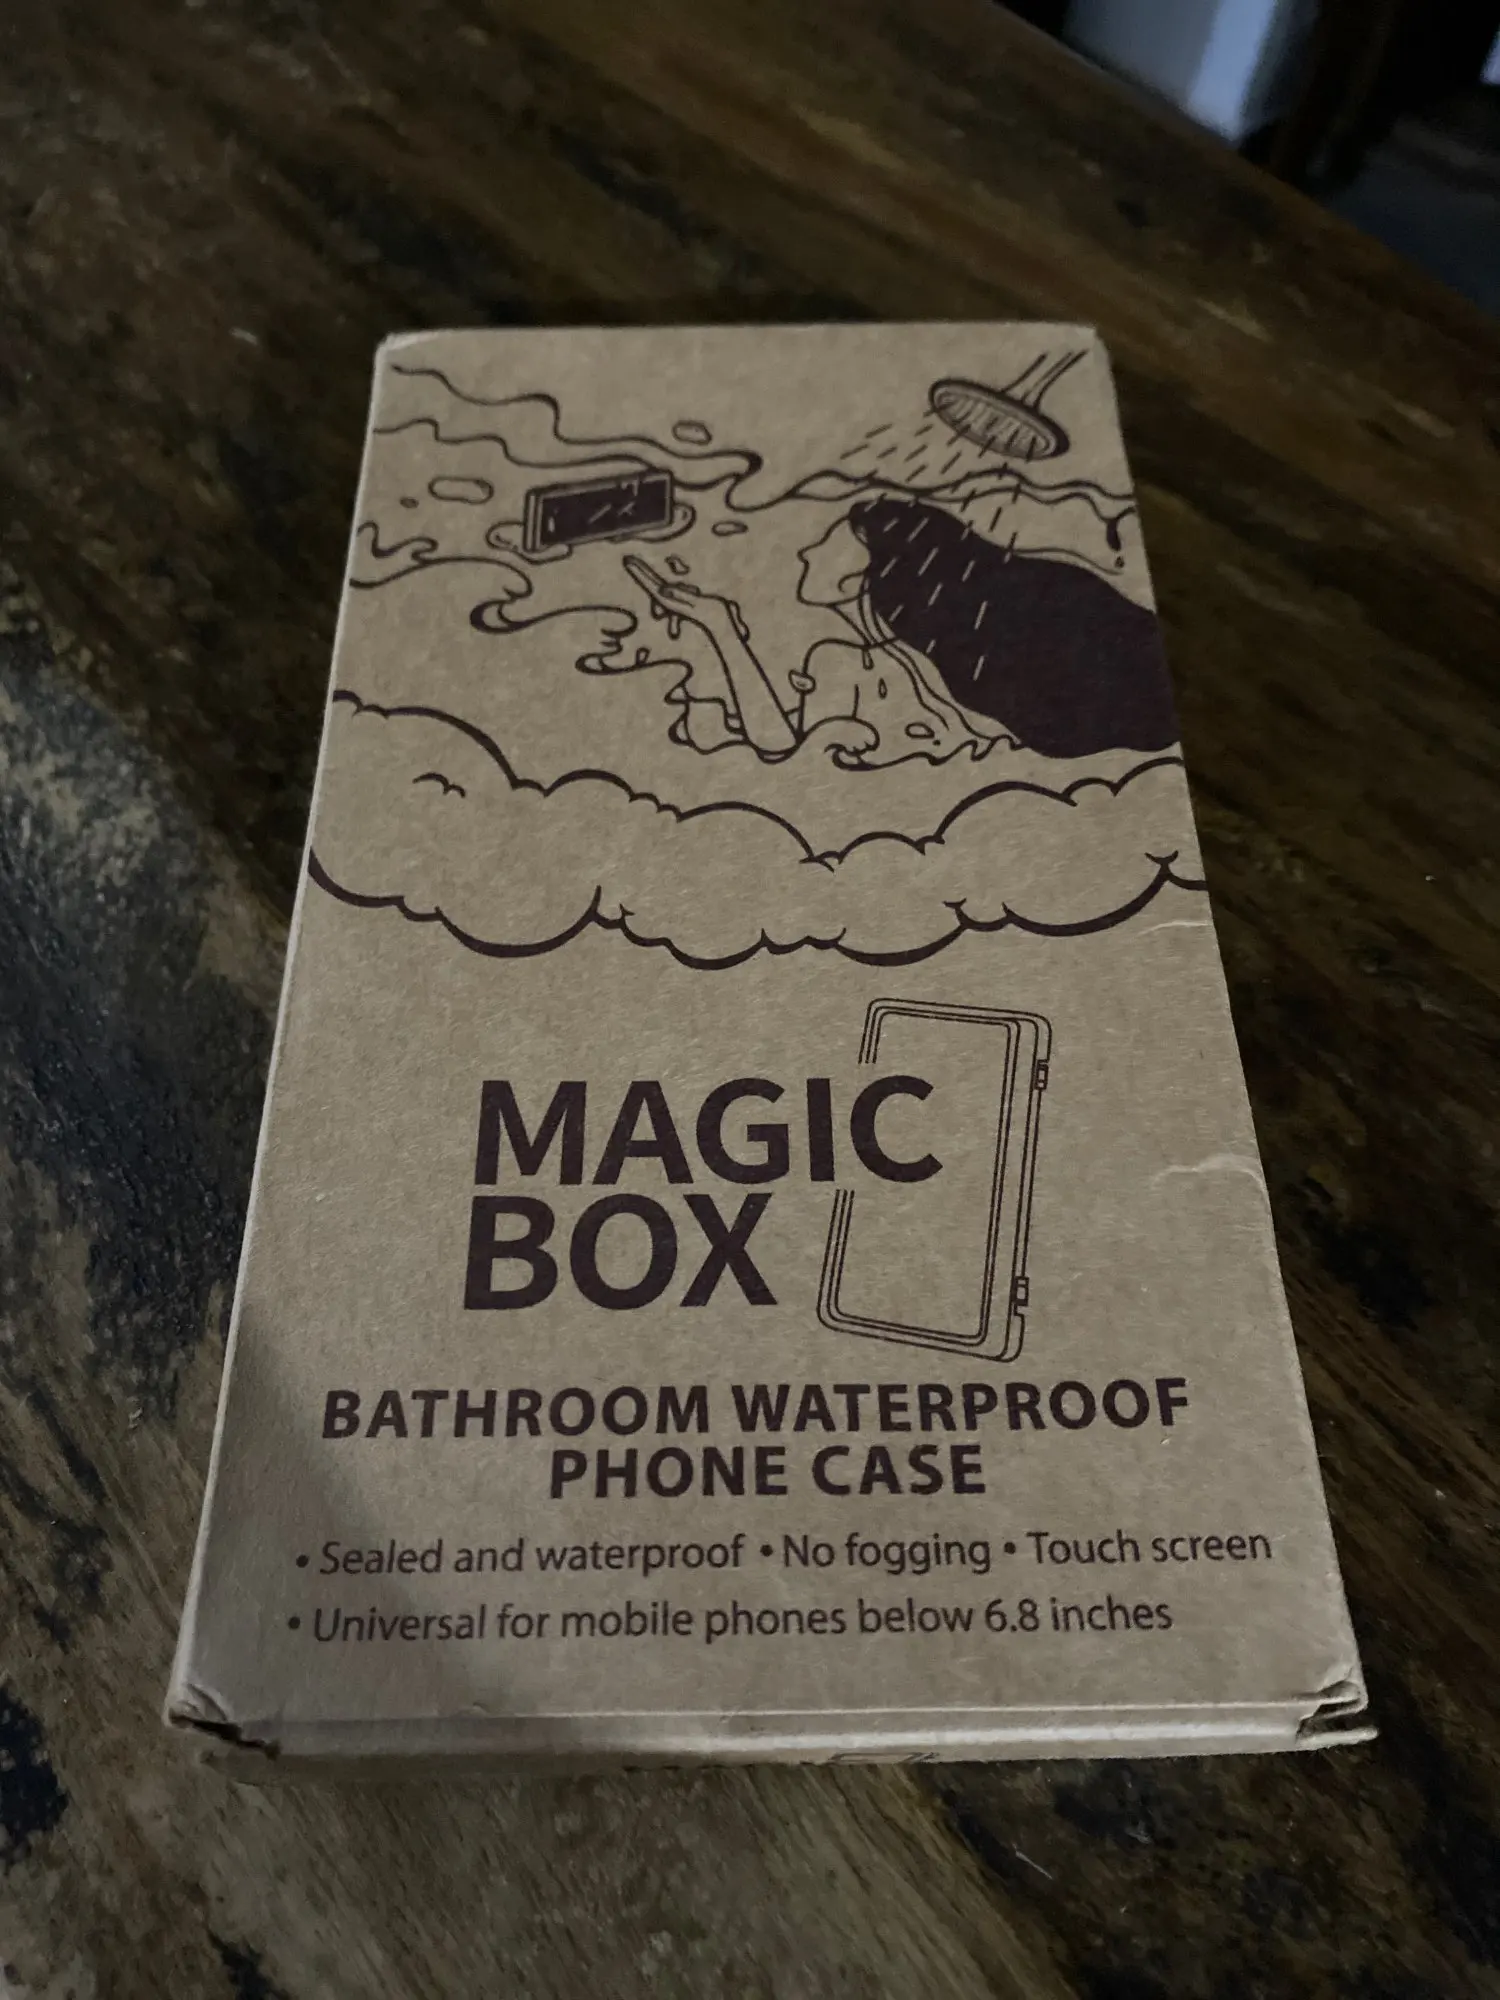 MAGIC
BOX
BATHROOM WATERPROOF
PHONE CASE
• Sealed and waterproof • No fogging • Touch screen
• Universal for mobile phones below 6.8 inches